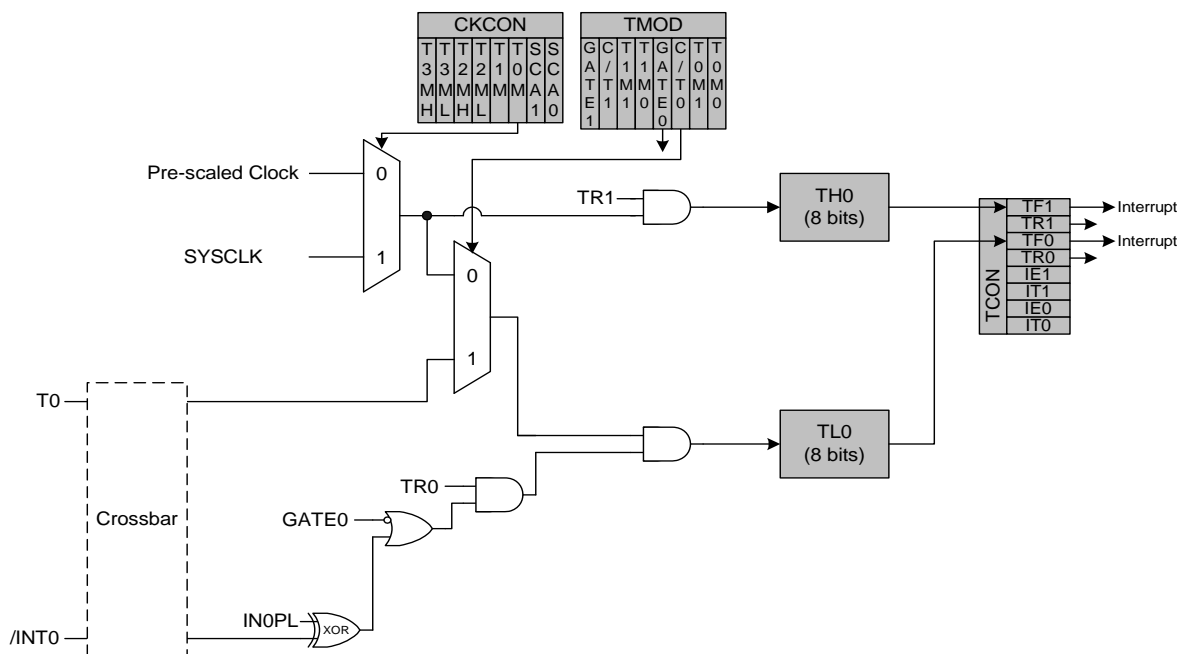 CKCON
T3MH
T3ML
T2MH
T2ML
T1M
T0M
SCA1
SCA0
TMOD
GATE1
C/T1
T1M1
T1M0
GATE0
C/T0
T0M1
T0M0
Pre-scaled Clock
0
SYSCLK
1
TR1
TH0
(8 bits)
TCON
TF1
TR1
TF0
TR0
IE1
IT1
IE0
IT0
Interrupt
Interrupt
0
1
T0
Crossbar
TL0
(8 bits)
TR0
GATE0
IN0PL
XOR
/INT0